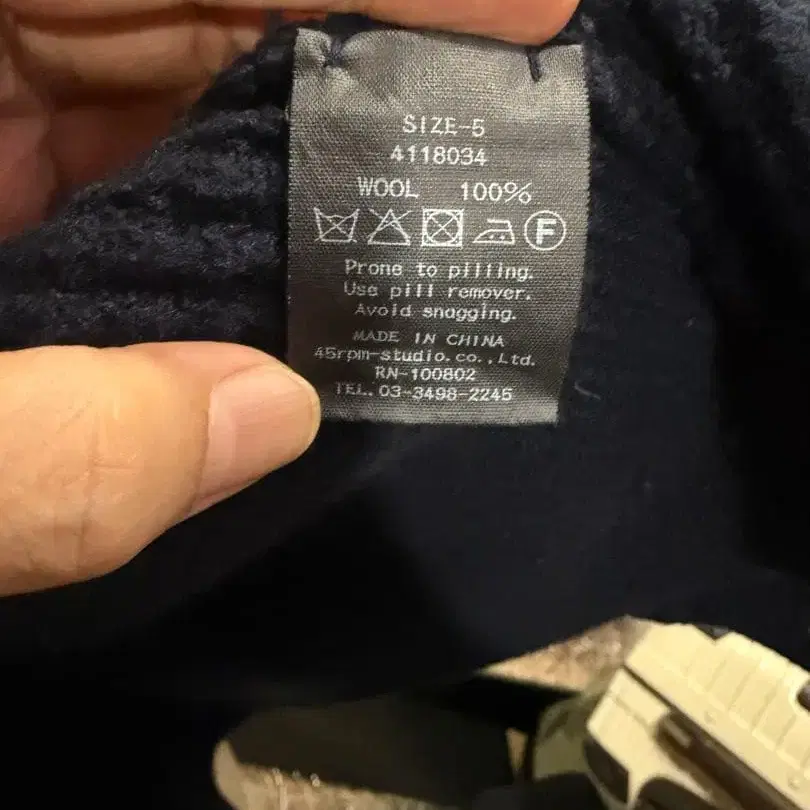 SIZE-5
4118034
WOOL 100%
F
Prone to pilling.
Use pill remover.
Avoid snagging.
MADE IN CHINA
45rpm-studio.co.,Ltd.
RN-100802
TEL.03-3498-2245